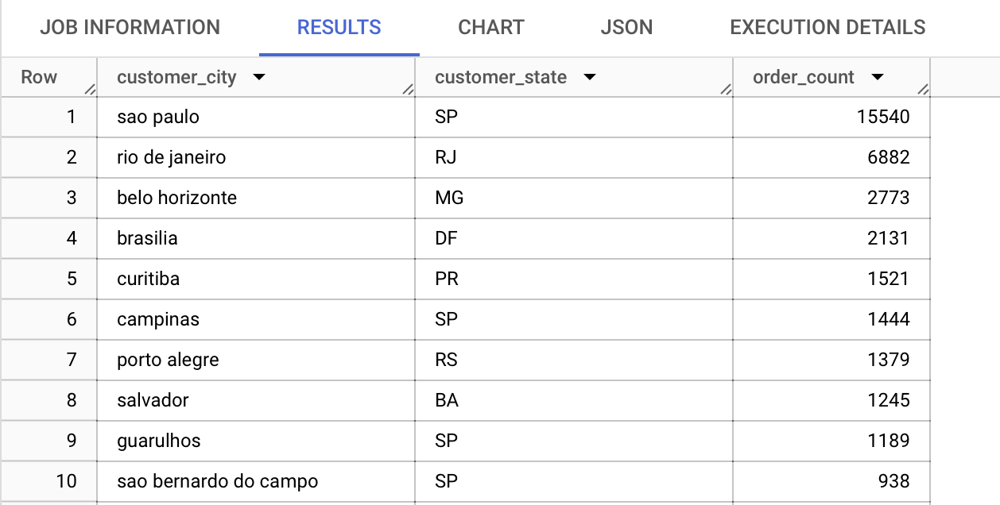 JOB INFORMATION RESULTS CHART JSON EXECUTION DETAILS
Row customer_city customer_state order_count
1 sao paulo SP 15540
2 rio de janeiro RJ 6882
3 belo horizonte MG 2773
4 brasilia DF 2131
5 curitiba PR 1521
6 campinas SP 1444
7 porto alegre RS 1379
8 salvador BA 1245
9 guarulhos SP 1189
10 sao bernardo do campo SP 938